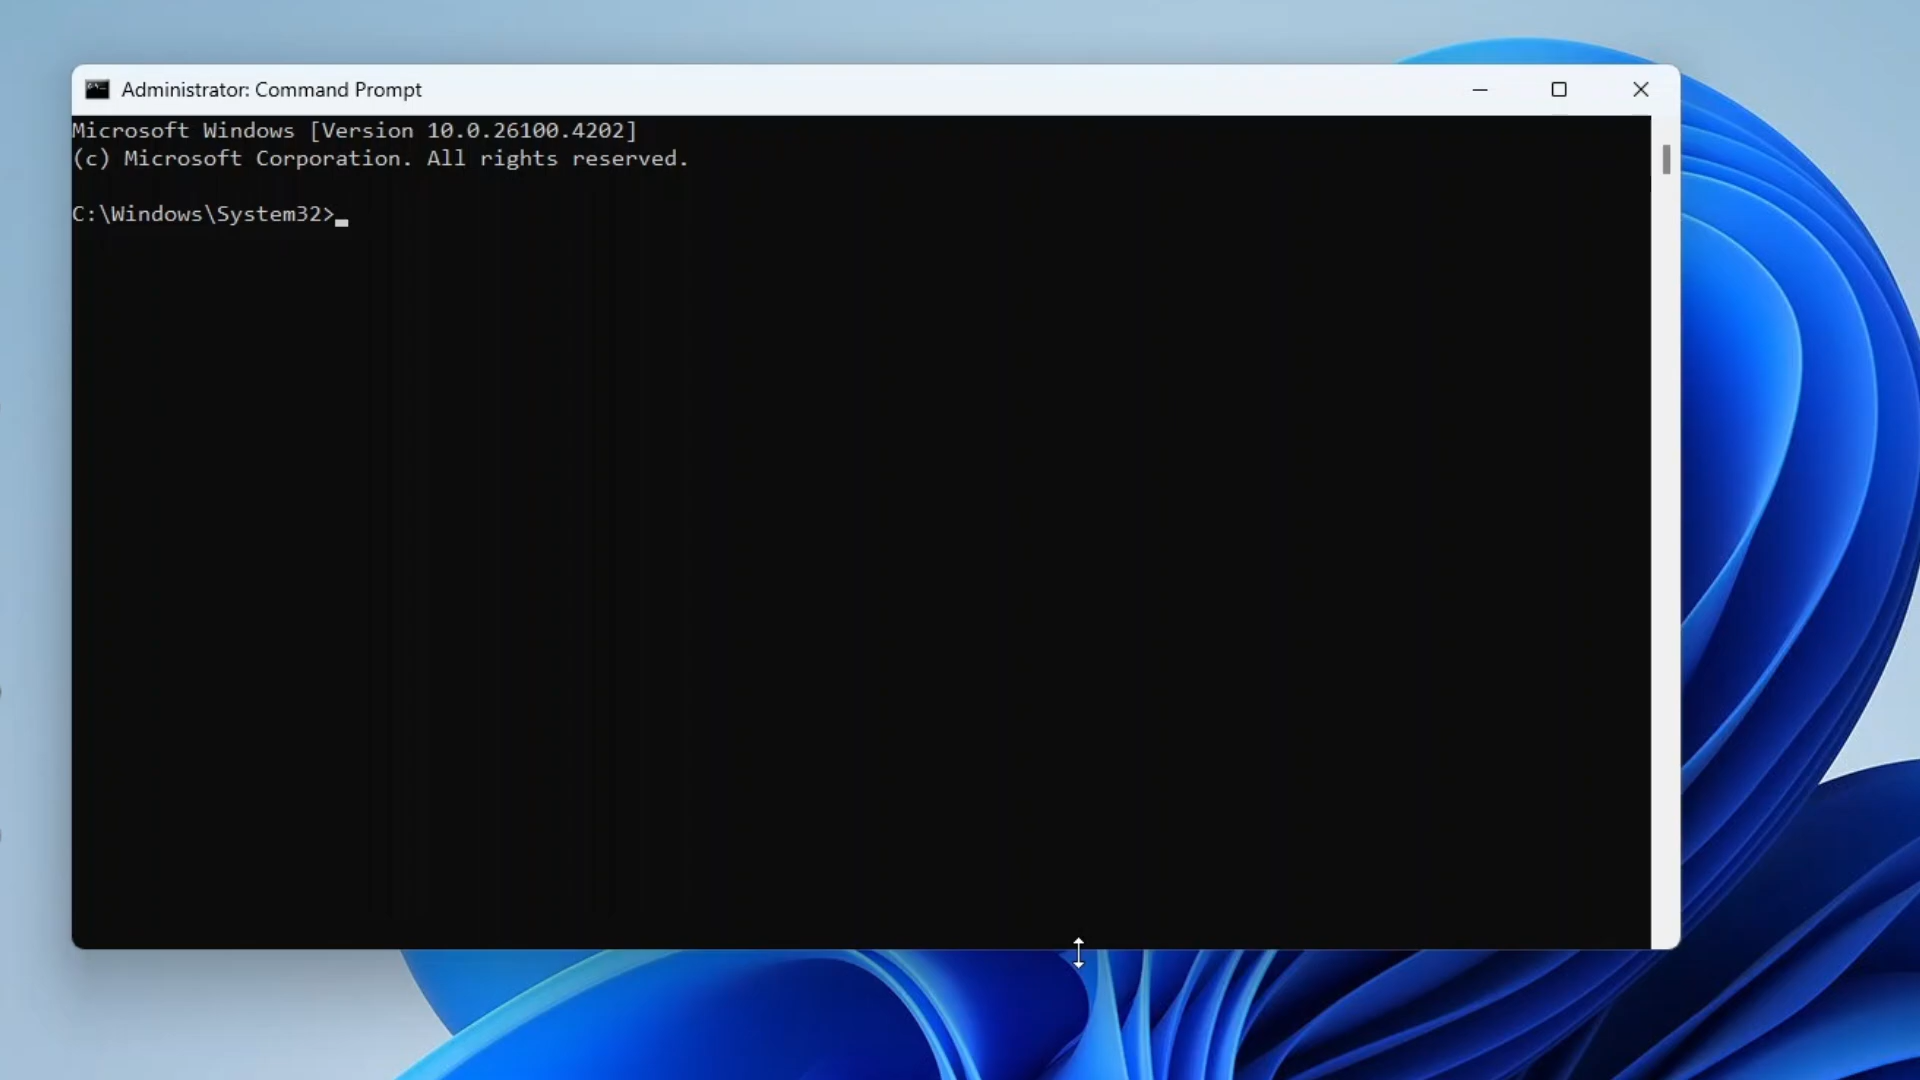 Administrator: Command Prompt
Microsoft Windows [Version 10.0.26100.4202]
(c) Microsoft Corporation. All rights reserved.
C:\Windows\System32>